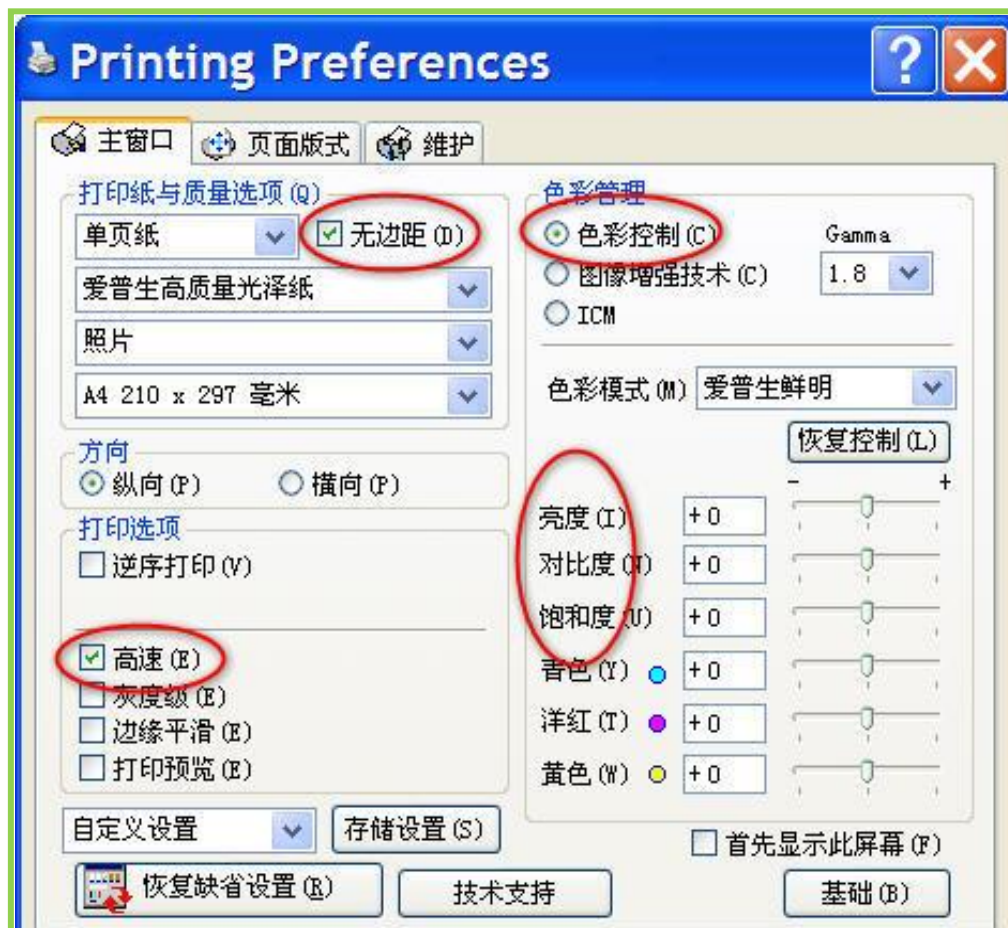 Printing Preferences
主窗口 页面版式 维护
打印纸与质量选项(Q)
单页纸 无边距(D)
爱普生高质量光泽纸
照片
A4 210 x 297 毫米
方向
纵向(P) 横向(P)
打印选项
逆序打印(V)
高速(E)
灰度级(E)
边缘平滑(E)
打印预览(E)
自定义设置 存储设置(S)
恢复缺省设置(R) 技术支持
色彩管理
色彩控制(C) Gamma
图像增强技术(C) 1.8
ICM
色彩模式(M) 爱普生鲜明
恢复控制(L)
- +
亮度(I) +0
对比度(N) +0
饱和度(U) +0
青色(Y) +0
洋红(T) +0
黄色(W) +0
首先显示此屏幕(F)
基础(B)